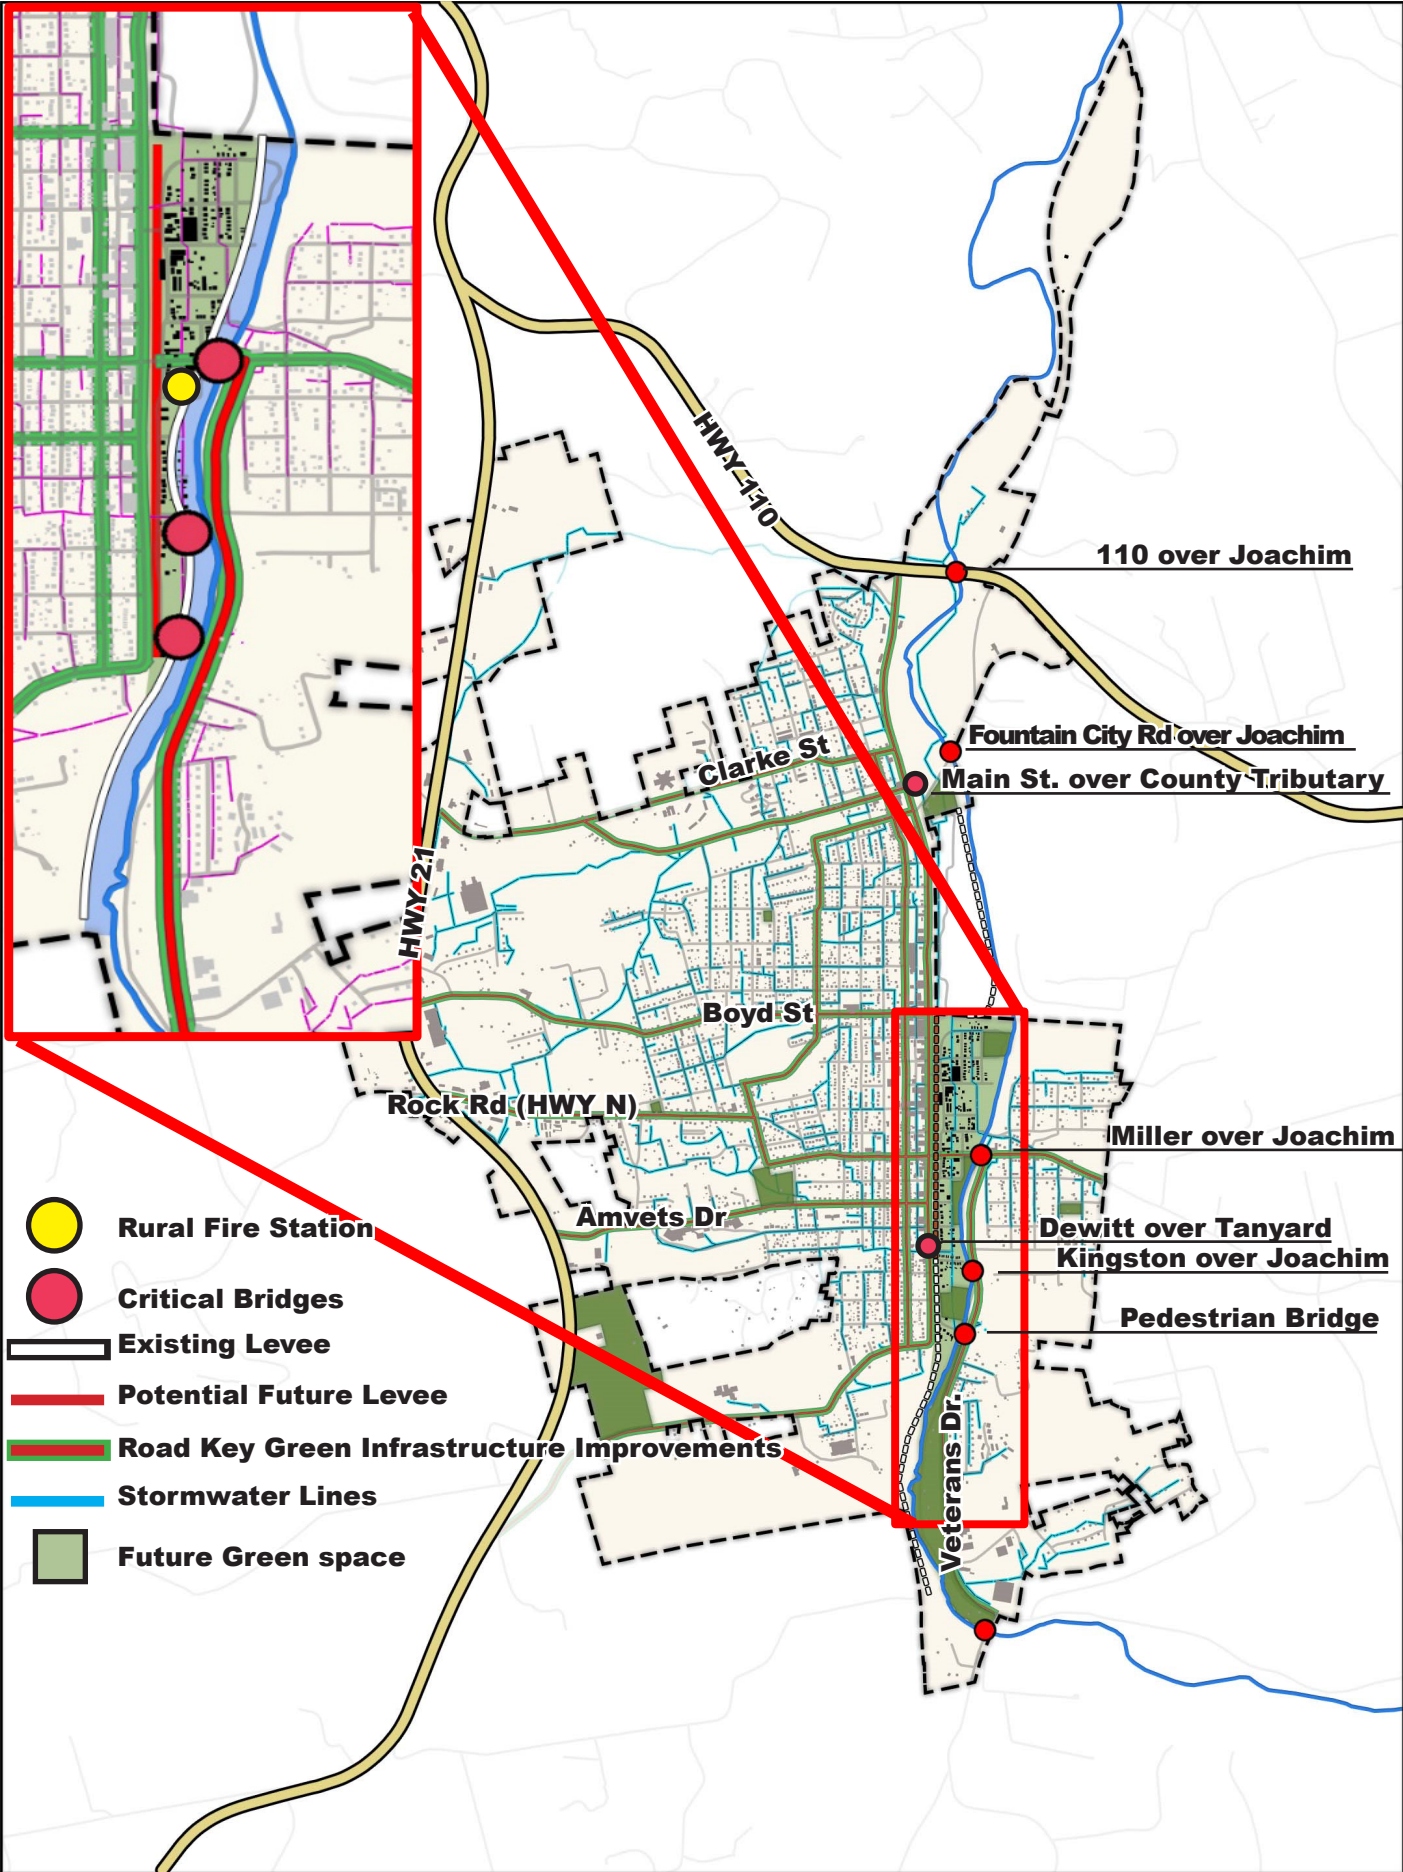 HWY 110
110 over Joachim
Fountain City Rd over Joachim
Clarke St
Main St. over County Tributary
HWY 21
Boyd St
Rock Rd (HWY N)
Miller over Joachim
Amvets Dr
Dewitt over Tanyard
Kingston over Joachim
Pedestrian Bridge
Veterans Dr.
Rural Fire Station
Critical Bridges
Existing Levee
Potential Future Levee
Road Key Green Infrastructure Improvements
Stormwater Lines
Future Green space